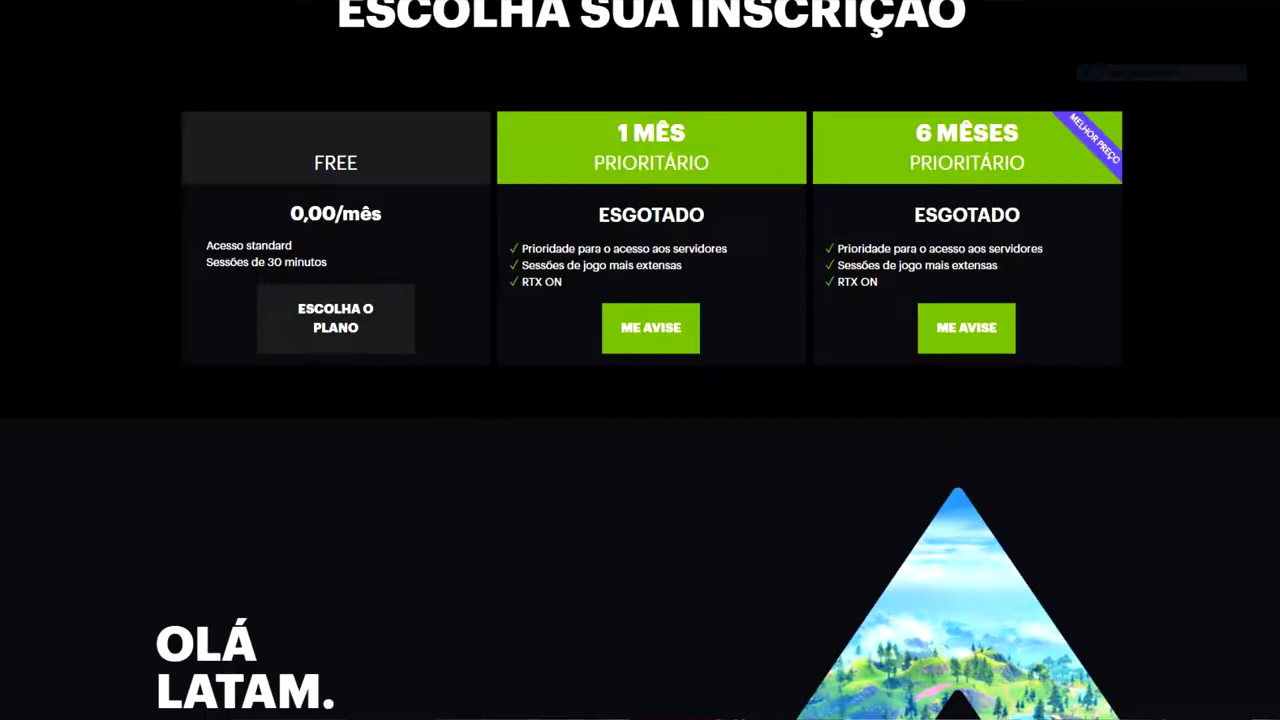 ESCOLHA SUA INSCRIÇÃO
FREE
0,00/mês
Acesso standard
Sessões de 30 minutos
ESCOLHA O
PLANO
1 MÊS
PRIORITÁRIO
ESGOTADO
✓ Prioridade para o acesso aos servidores
✓ Sessões de jogo mais extensas
✓ RTX ON
ME AVISE
6 MÊSES
PRIORITÁRIO
MELHOR PREÇO
ESGOTADO
✓ Prioridade para o acesso aos servidores
✓ Sessões de jogo mais extensas
✓ RTX ON
ME AVISE
OLÁ
LATAM.